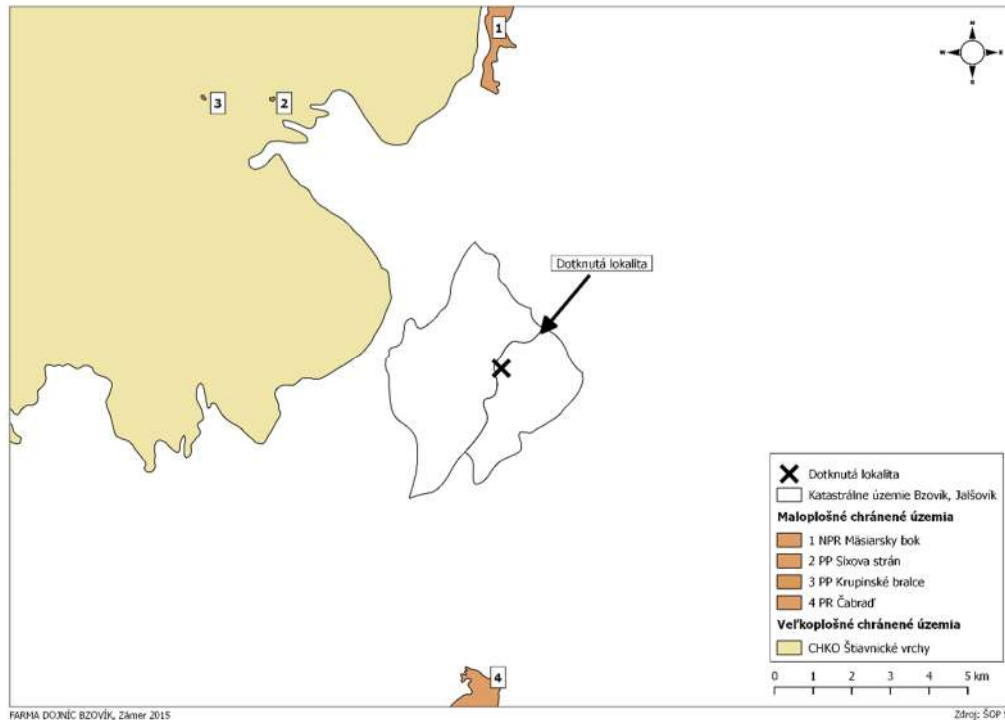 1
N
W
E
S
3
2
Dotknutá lokalita
Dotknutá lokalita
Katastrálne územie Bzovík, Jalšovík
Maloplošné chránené územia
1 NPR Mäsiarsky bok
2 PP Sixova stráň
3 PP Krupinské bralce
4 PR Čabraď
Veľkoplošné chránené územia
CHKO Štiavnické vrchy
4
0 1 2 3 4 5 km
FARMA DOJNÍC BZOVÍK, Zámer 2015
Zdroj: ŠOP